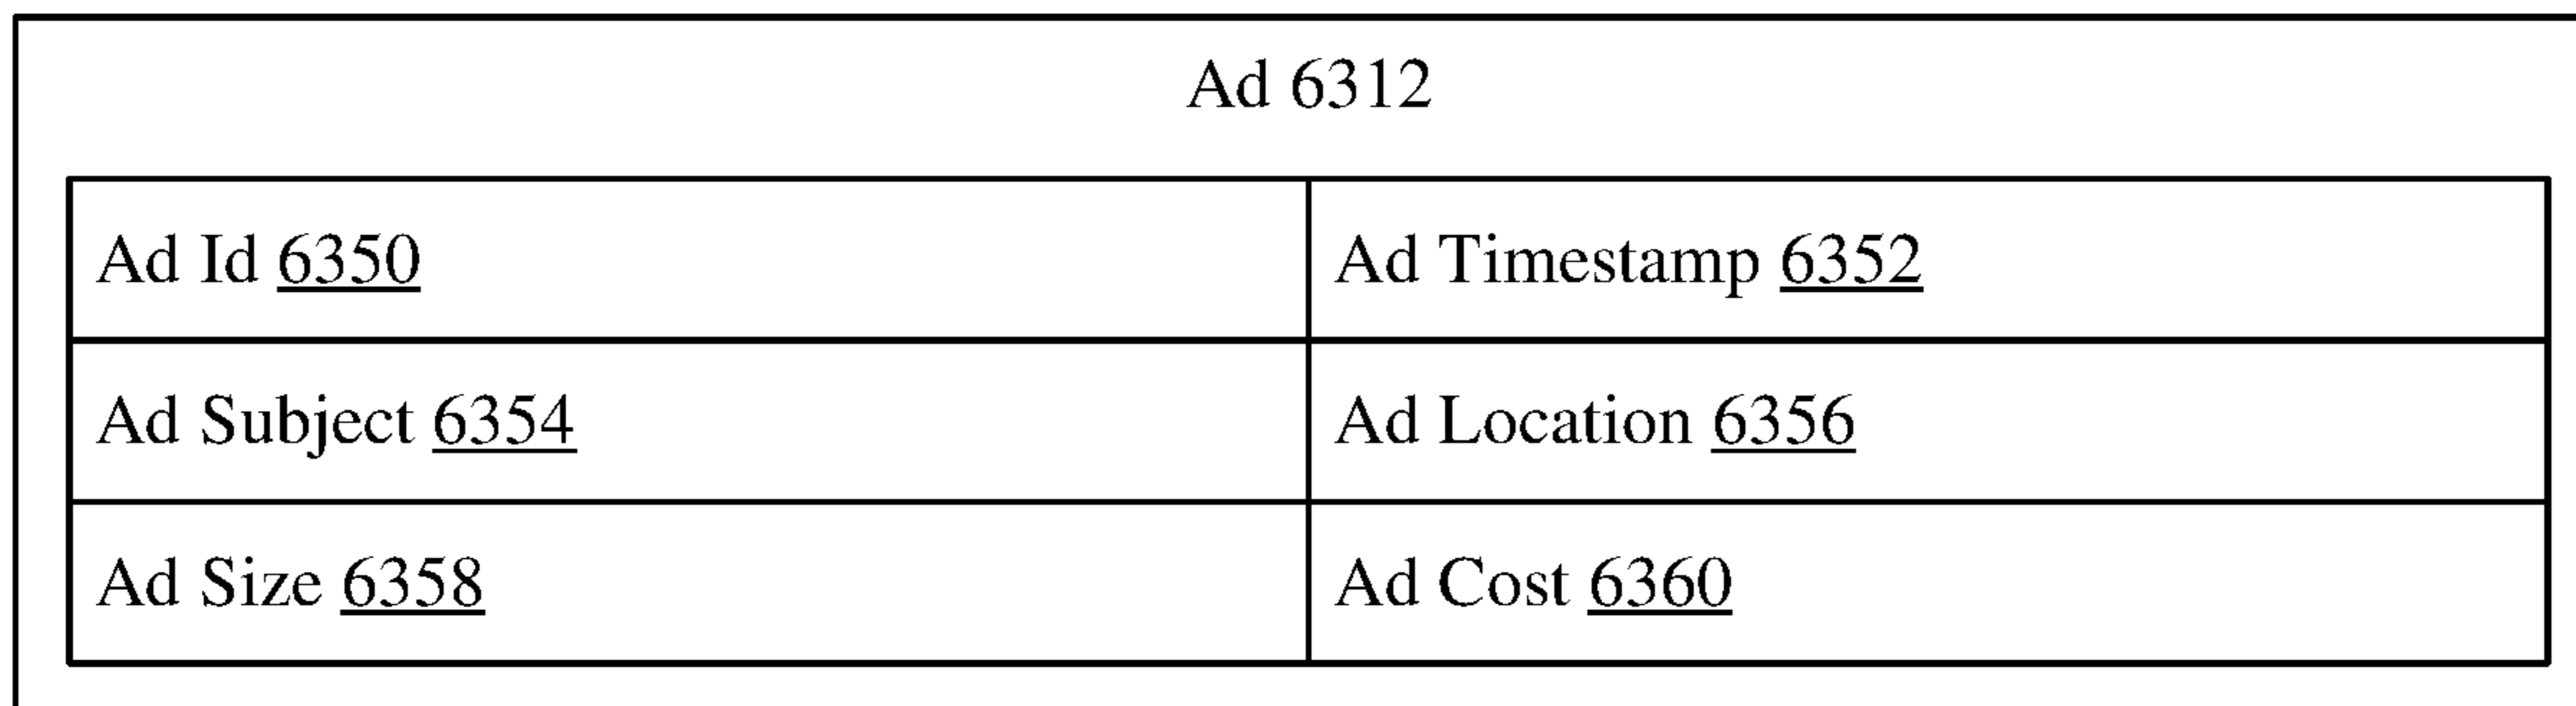 Ad 6312
Ad Id 6350
Ad Timestamp 6352
Ad Subject 6354
Ad Location 6356
Ad Size 6358
Ad Cost 6360